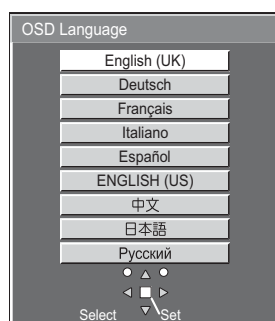 OSD Language
English (UK)
Deutsch
Français
Italiano
Español
ENGLISH (US)
中文
日本語
Русский
Select Set